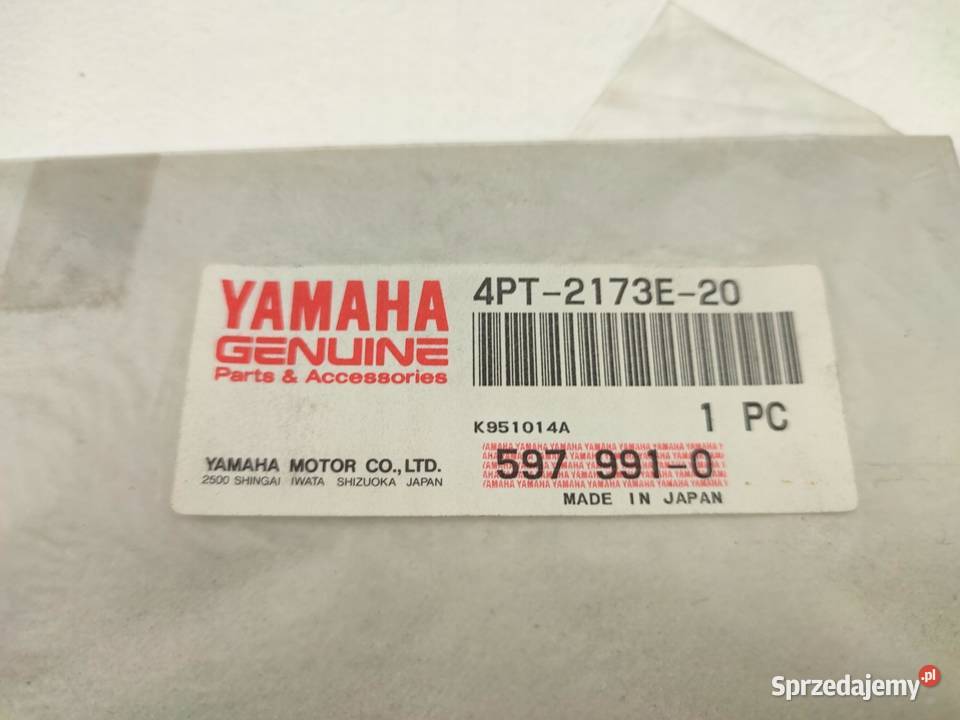 YAMAHA
GENUINE
Parts & Accessories
4PT-2173E-20
K951014A
1 PC
YAMAHA MOTOR CO.,LTD.
2500 SHINGAI IWATA SHIZUOKA JAPAN
597 991-0
MADE IN JAPAN
Sprzedajemy.pl